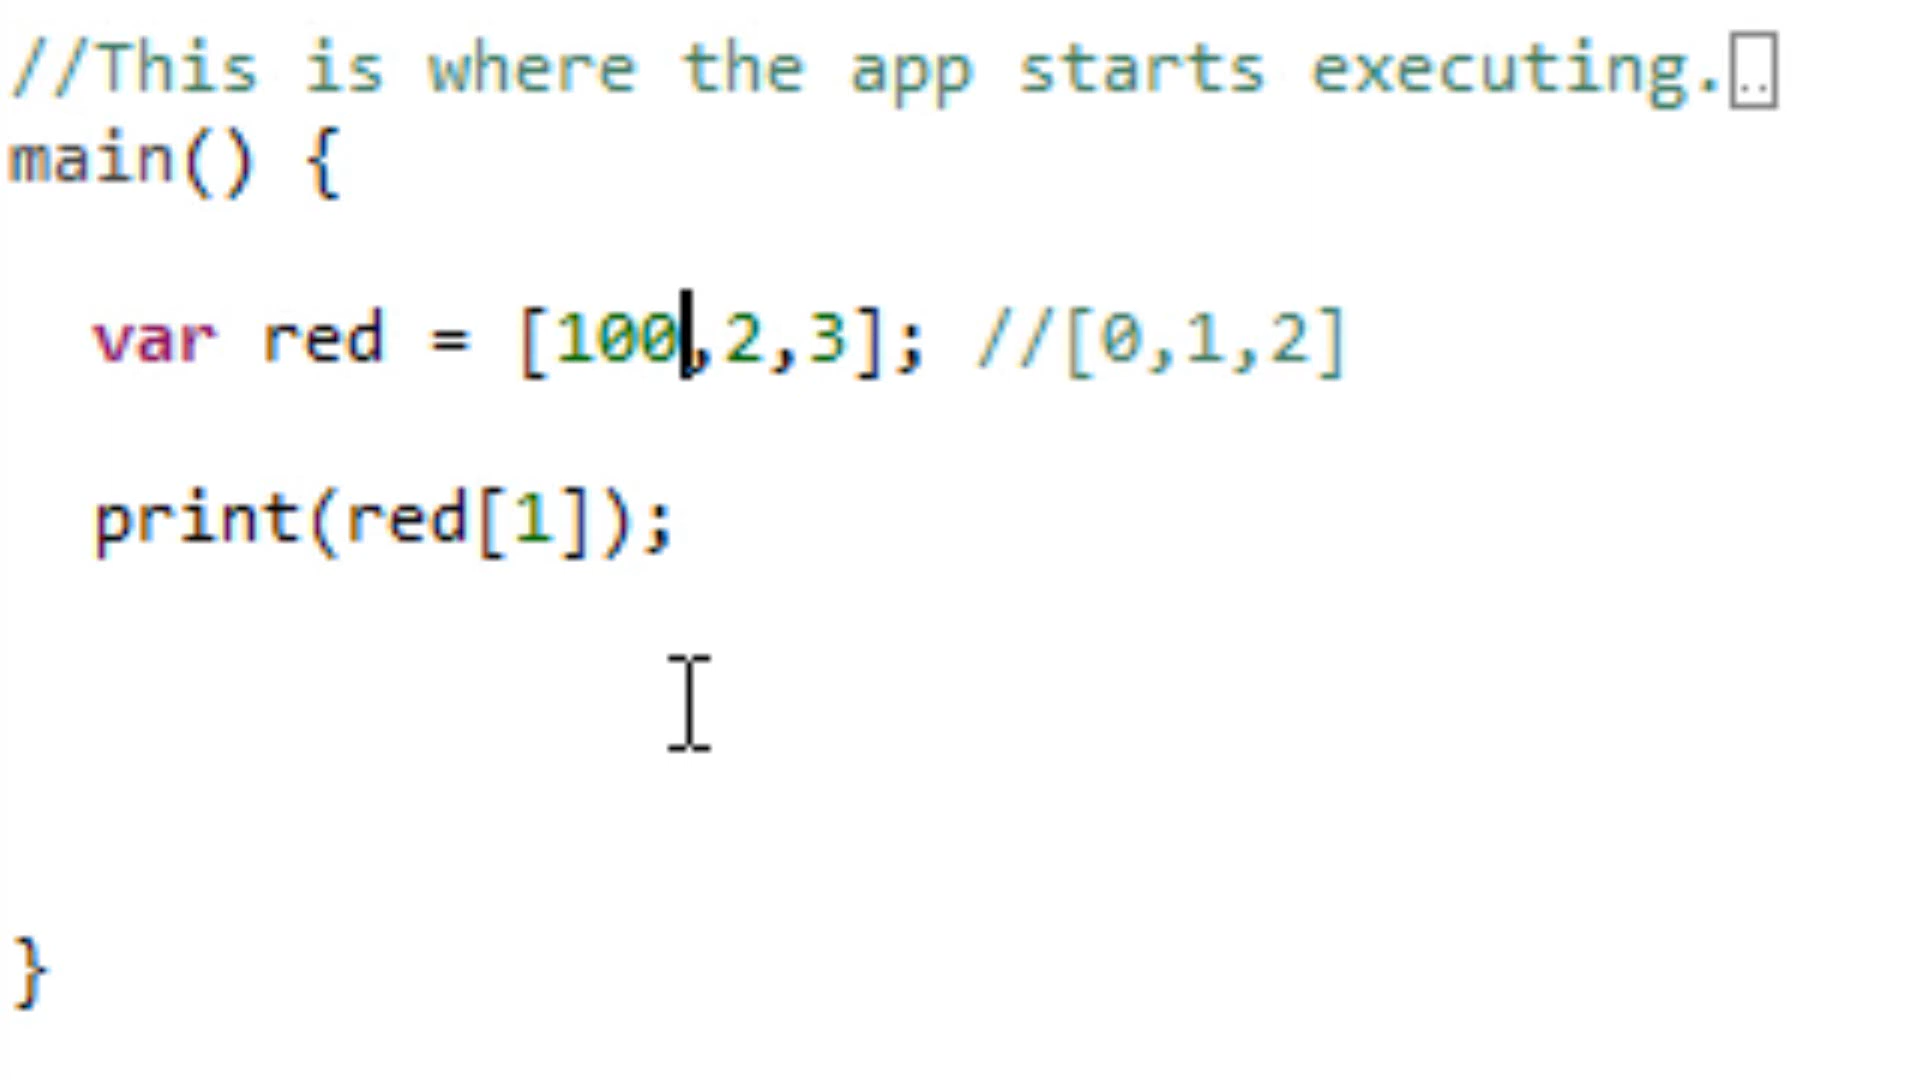 //This is where the app starts executing...
main() {
var red = [100,2,3]; //[0,1,2]
print(red[1]);
}